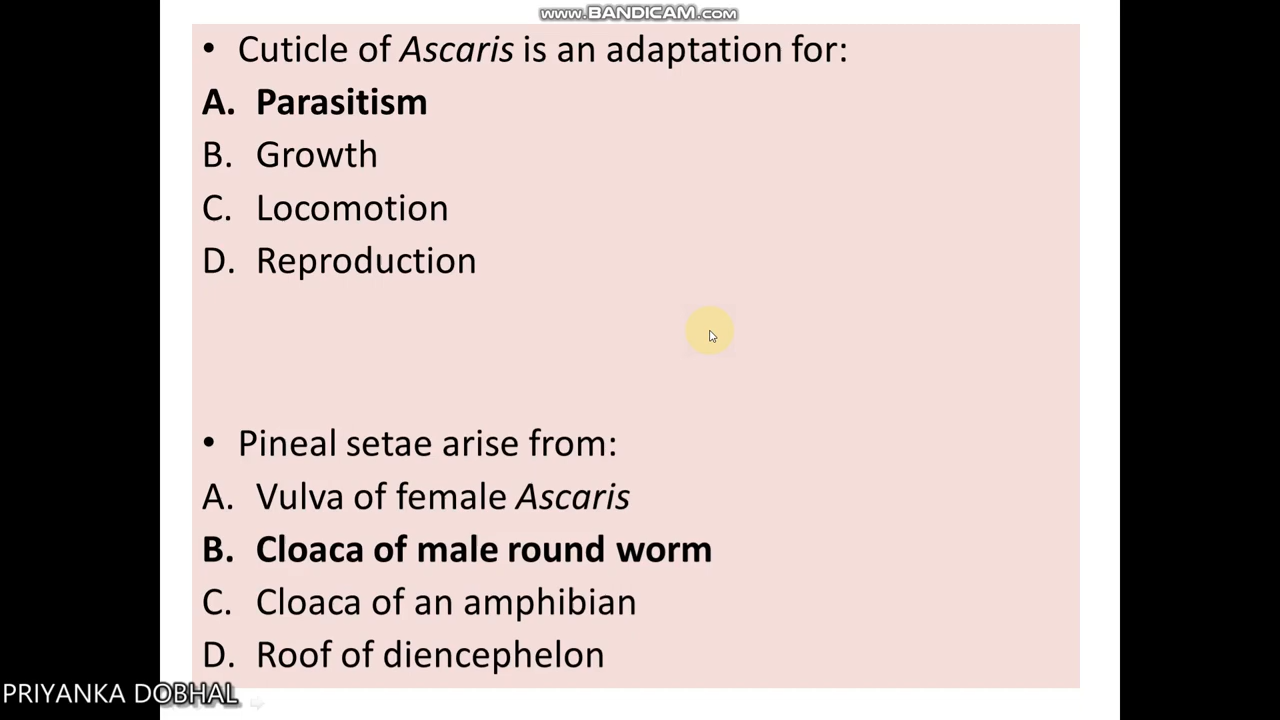 www.BANDICAM.com
• Cuticle of Ascaris is an adaptation for:
A. Parasitism
B. Growth
C. Locomotion
D. Reproduction
• Pineal setae arise from:
A. Vulva of female Ascaris
B. Cloaca of male round worm
C. Cloaca of an amphibian
D. Roof of diencephelon
PRIYANKA DOBHAL